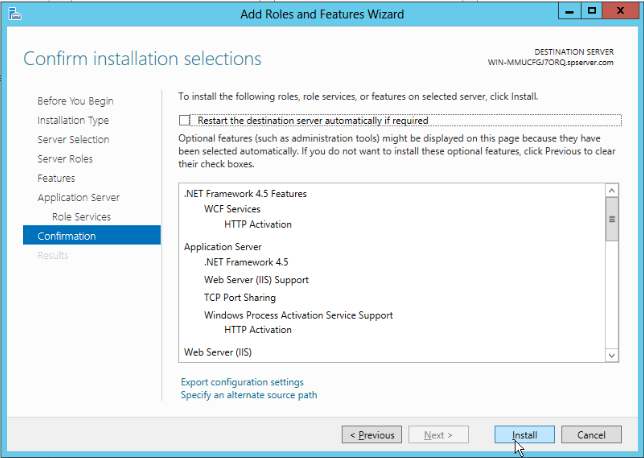 Add Roles and Features Wizard
Confirm installation selections
DESTINATION SERVER
WIN-MMUCFGJ7ORQ.spserver.com
Before You Begin
Installation Type
Server Selection
Server Roles
Features
Application Server
Role Services
Confirmation
Results
To install the following roles, role services, or features on selected server, click Install.
Restart the destination server automatically if required
Optional features (such as administration tools) might be displayed on this page because they have
been selected automatically. If you do not want to install these optional features, click Previous to clear
their check boxes.
.NET Framework 4.5 Features
WCF Services
HTTP Activation
Application Server
.NET Framework 4.5
Web Server (IIS) Support
TCP Port Sharing
Windows Process Activation Service Support
HTTP Activation
Web Server (IIS)
Export configuration settings
Specify an alternate source path
< Previous
Next >
Install
Cancel